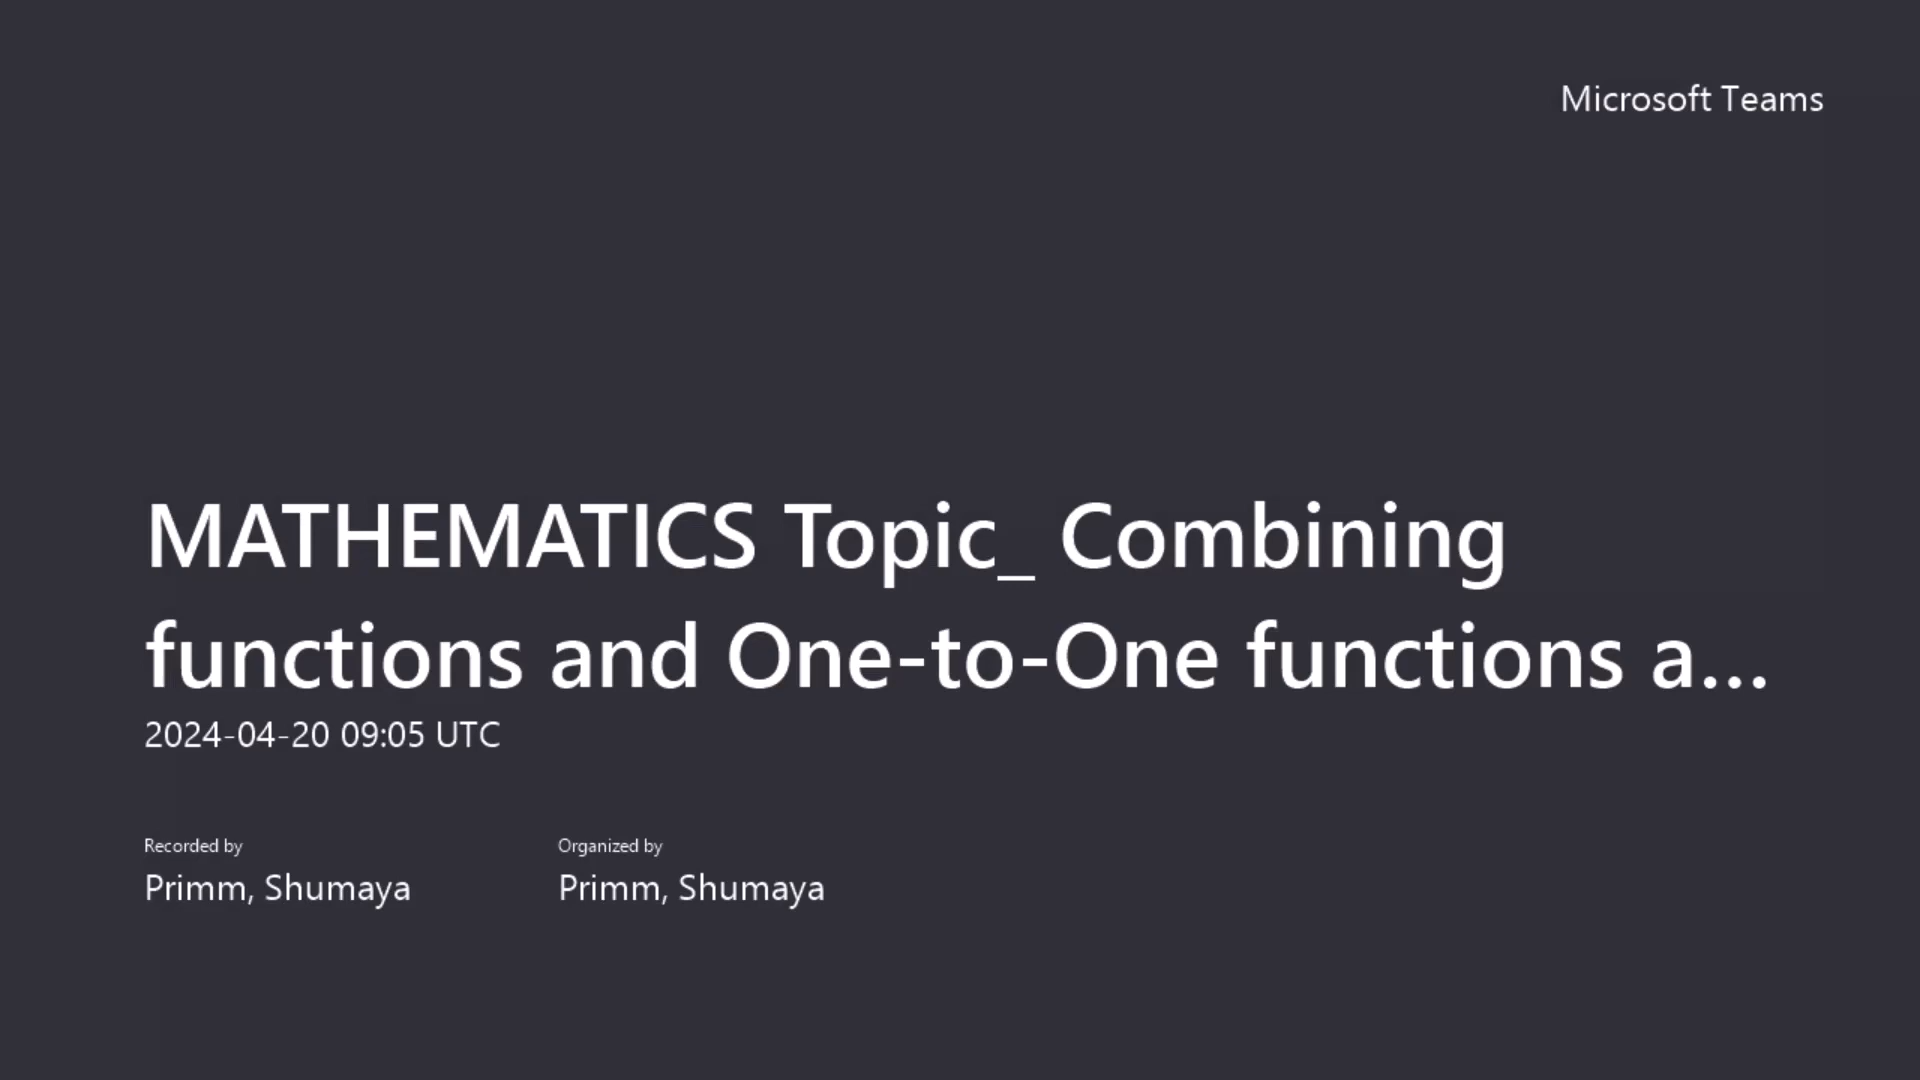 Microsoft Teams
MATHEMATICS Topic_ Combining
functions and One-to-One functions a...
2024-04-20 09:05 UTC
Recorded by
Primm, Shumaya
Organized by
Primm, Shumaya